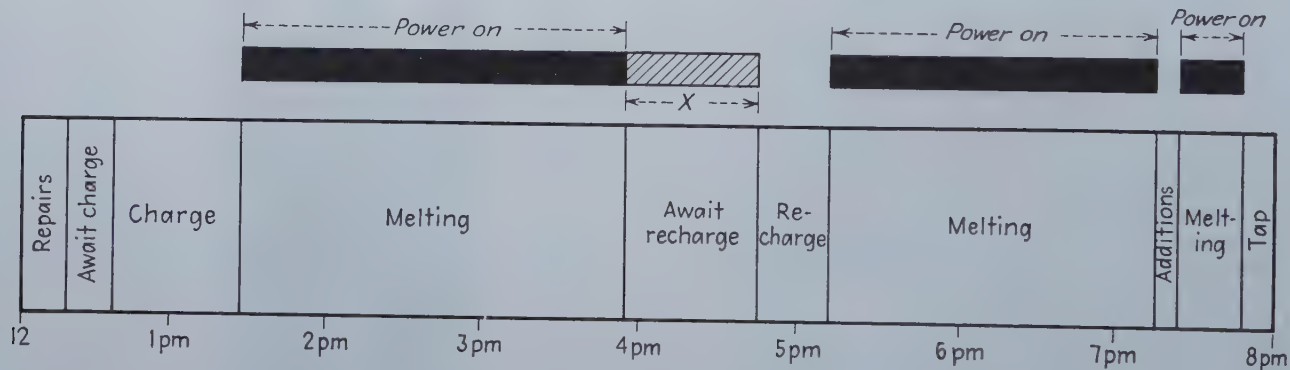 Power on
Power on
Power on
X
Repairs
Await charge
Charge
Melting
Await
recharge
Re-
charge
Melting
Additions
Melt-
ing
Tap
12
1pm
2pm
3pm
4pm
5pm
6pm
7pm
8pm